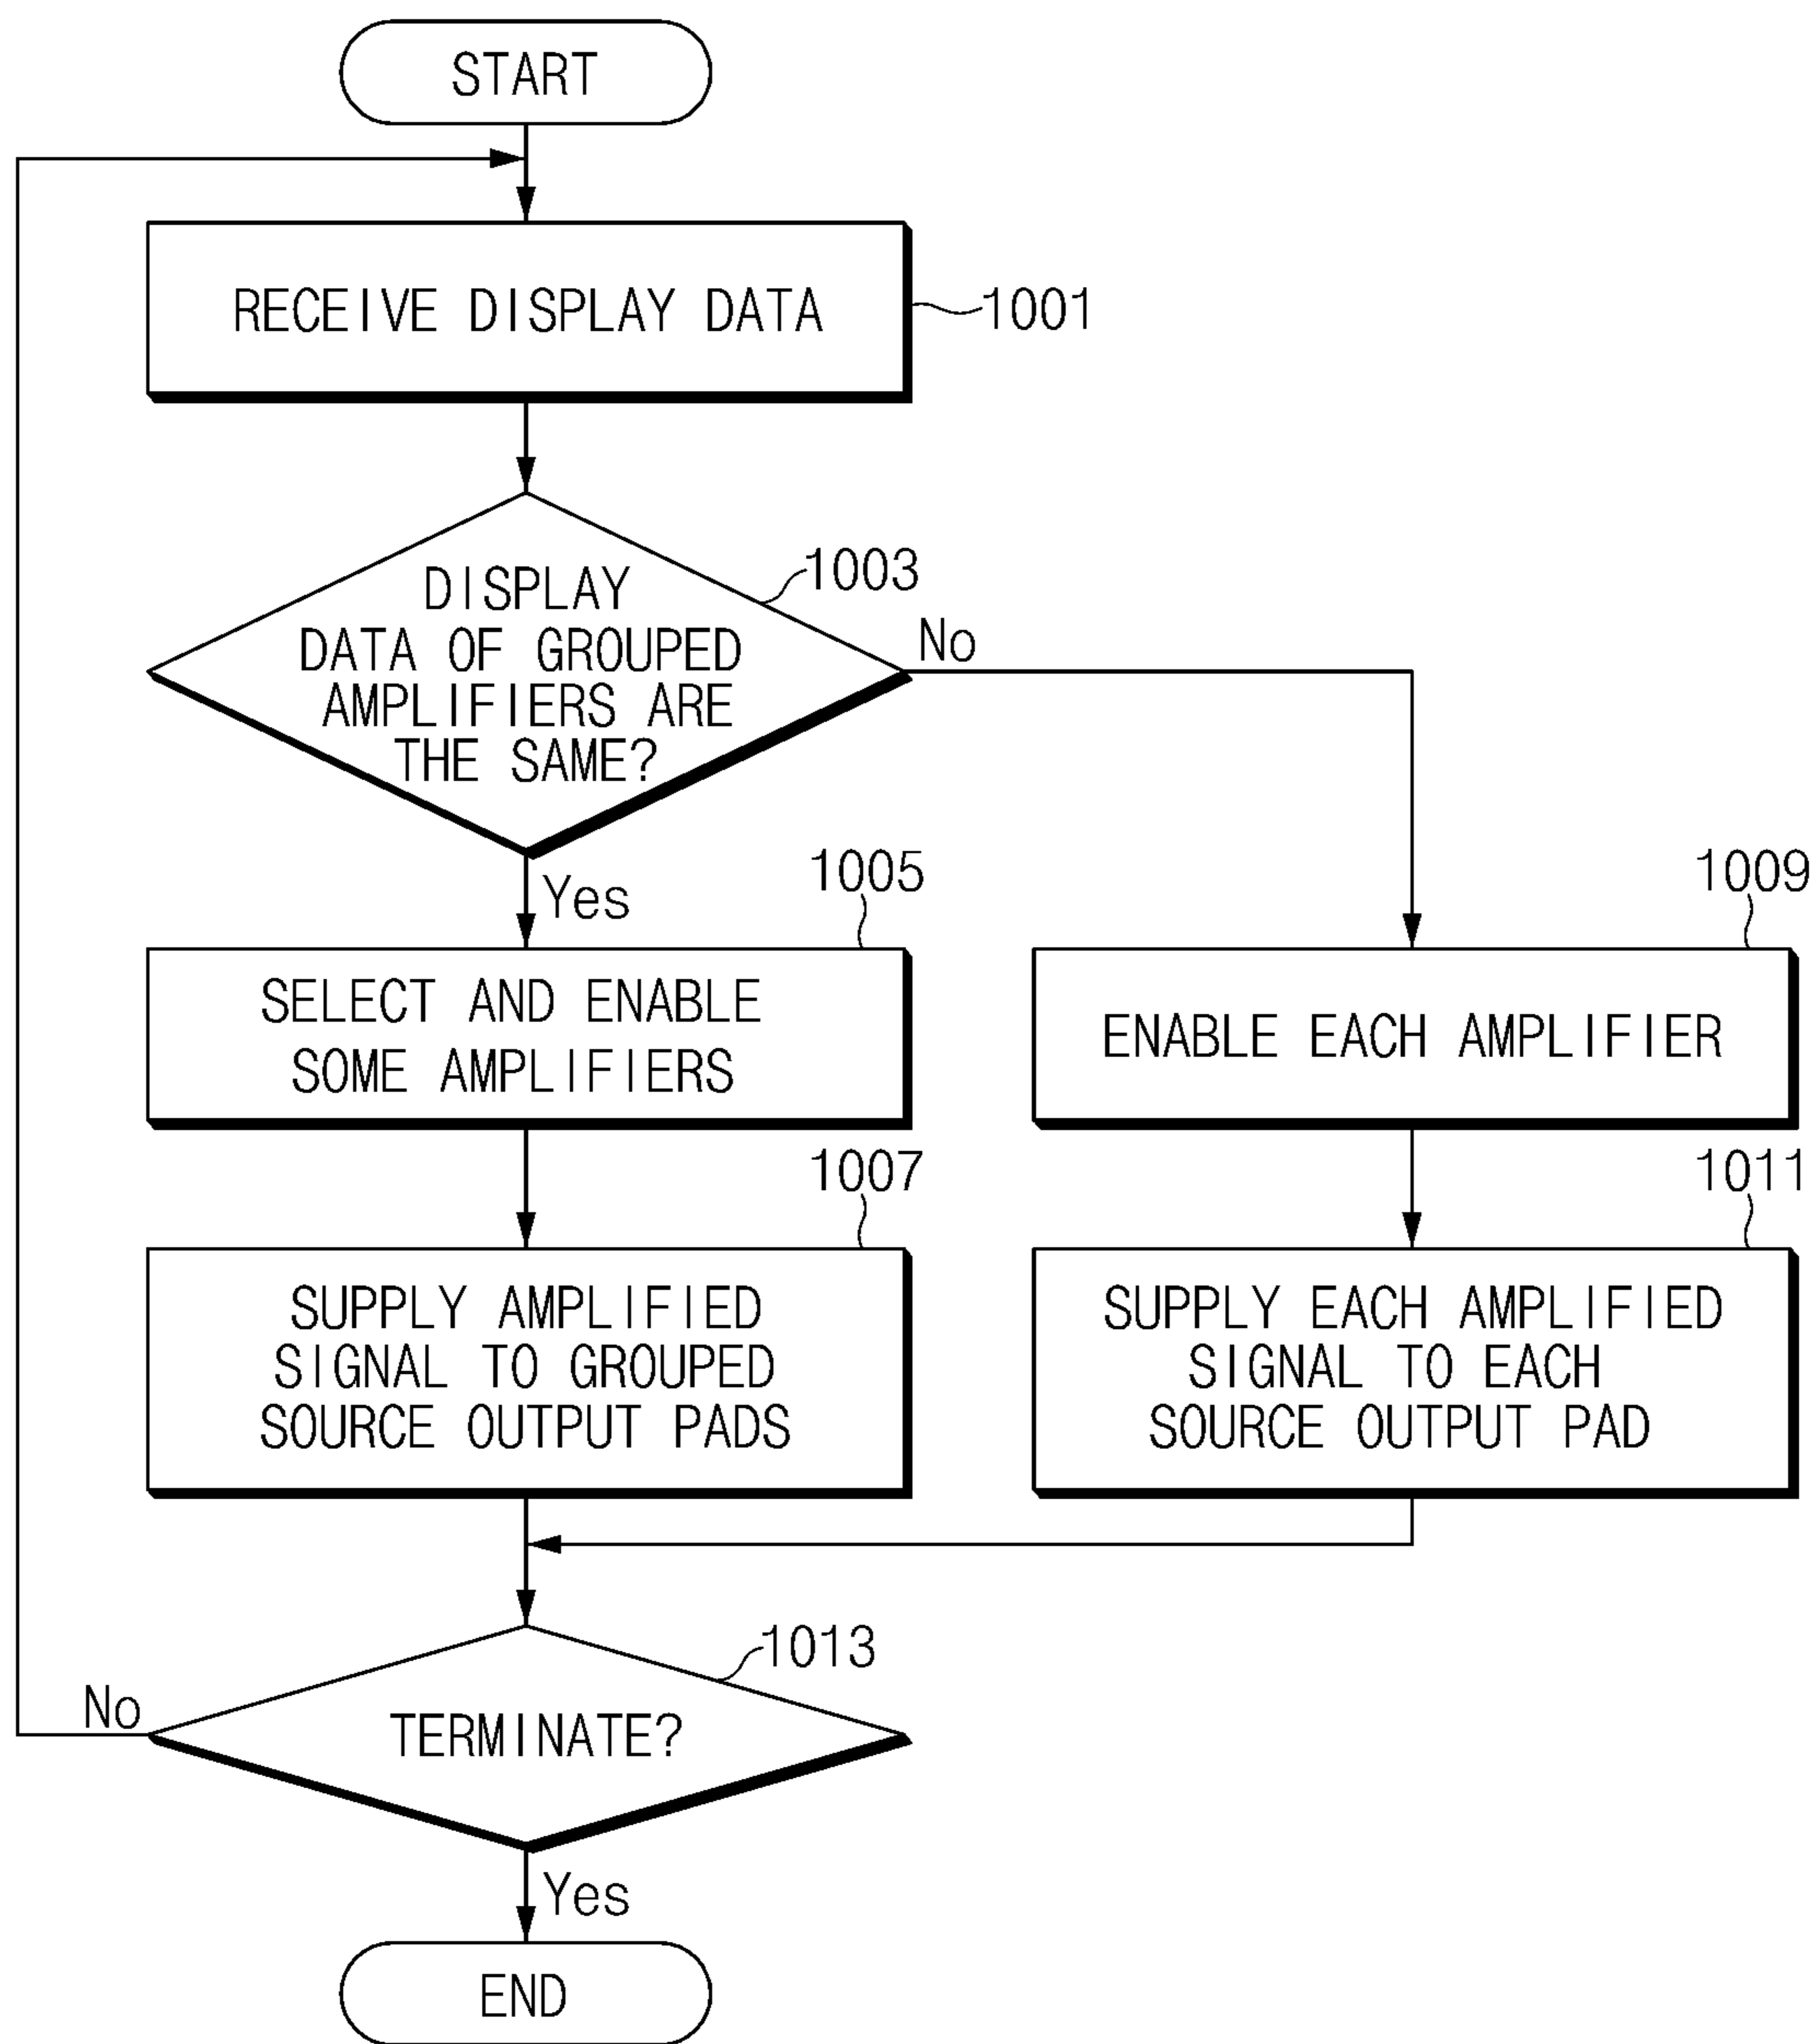 START
RECEIVE DISPLAY DATA
1001
DISPLAY
DATA OF GROUPED
AMPLIFIERS ARE
THE SAME?
1003
No
Yes
1005
SELECT AND ENABLE
SOME AMPLIFIERS
1009
ENABLE EACH AMPLIFIER
1007
SUPPLY AMPLIFIED
SIGNAL TO GROUPED
SOURCE OUTPUT PADS
1011
SUPPLY EACH AMPLIFIED
SIGNAL TO EACH
SOURCE OUTPUT PAD
1013
No
TERMINATE?
Yes
END